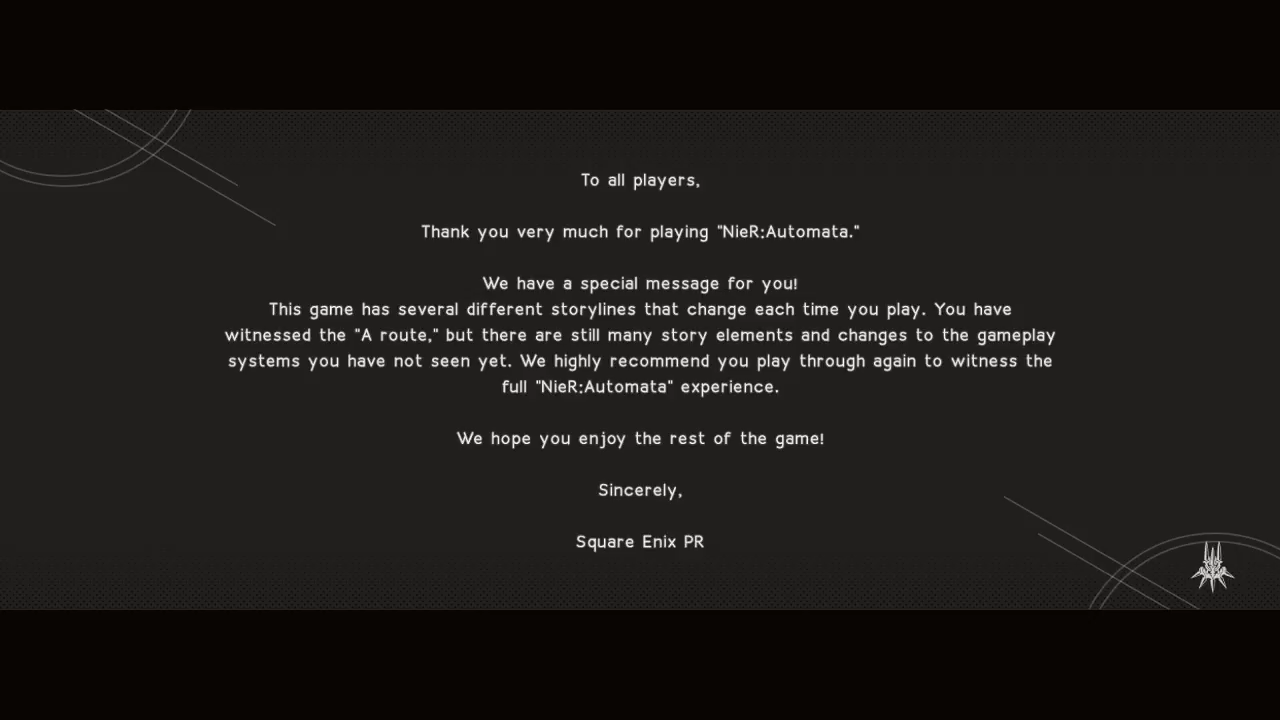 To all players,
Thank you very much for playing "NieR:Automata."
We have a special message for you!
This game has several different storylines that change each time you play. You have
witnessed the "A route," but there are still many story elements and changes to the gameplay
systems you have not seen yet. We highly recommend you play through again to witness the
full "NieR:Automata" experience.
We hope you enjoy the rest of the game!
Sincerely,
Square Enix PR